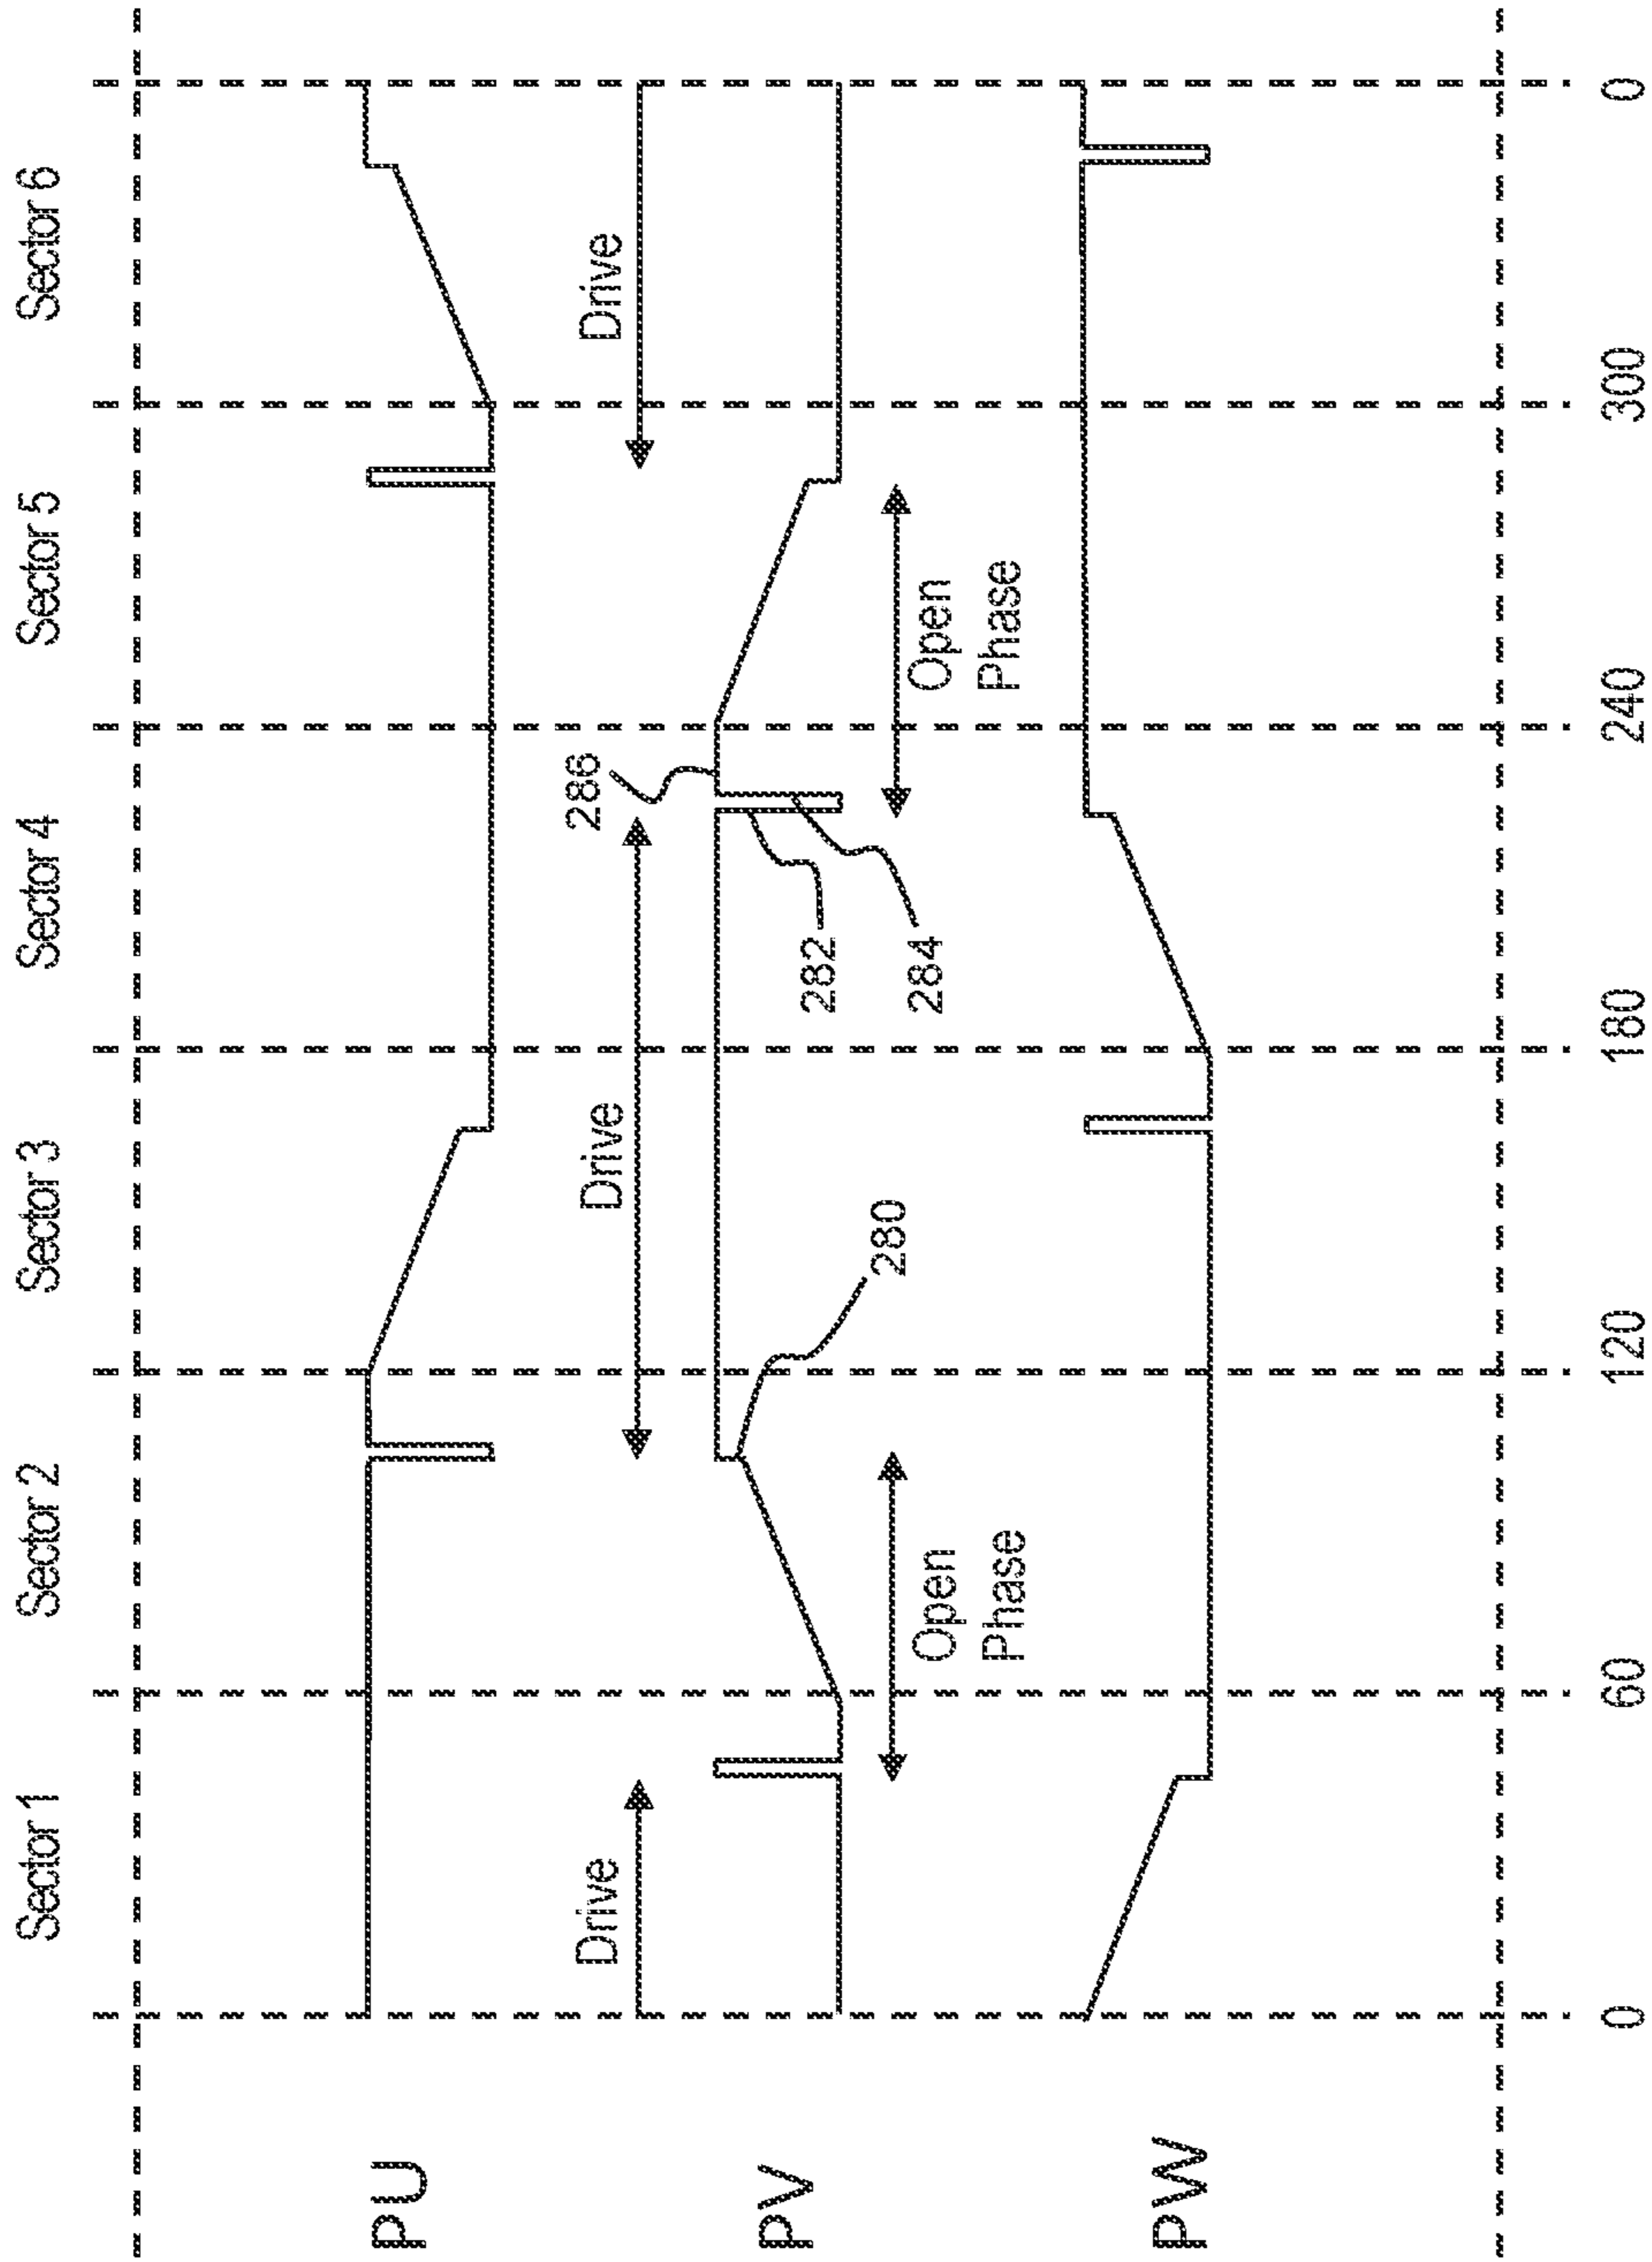 Sector 1
Sector 2
Sector 3
Sector 4
Sector 5
Sector 6
PU
Drive
Drive
Drive
286
PV
282
284
280
Open
Phase
Open
Phase
PW
0
60
120
180
240
300
0